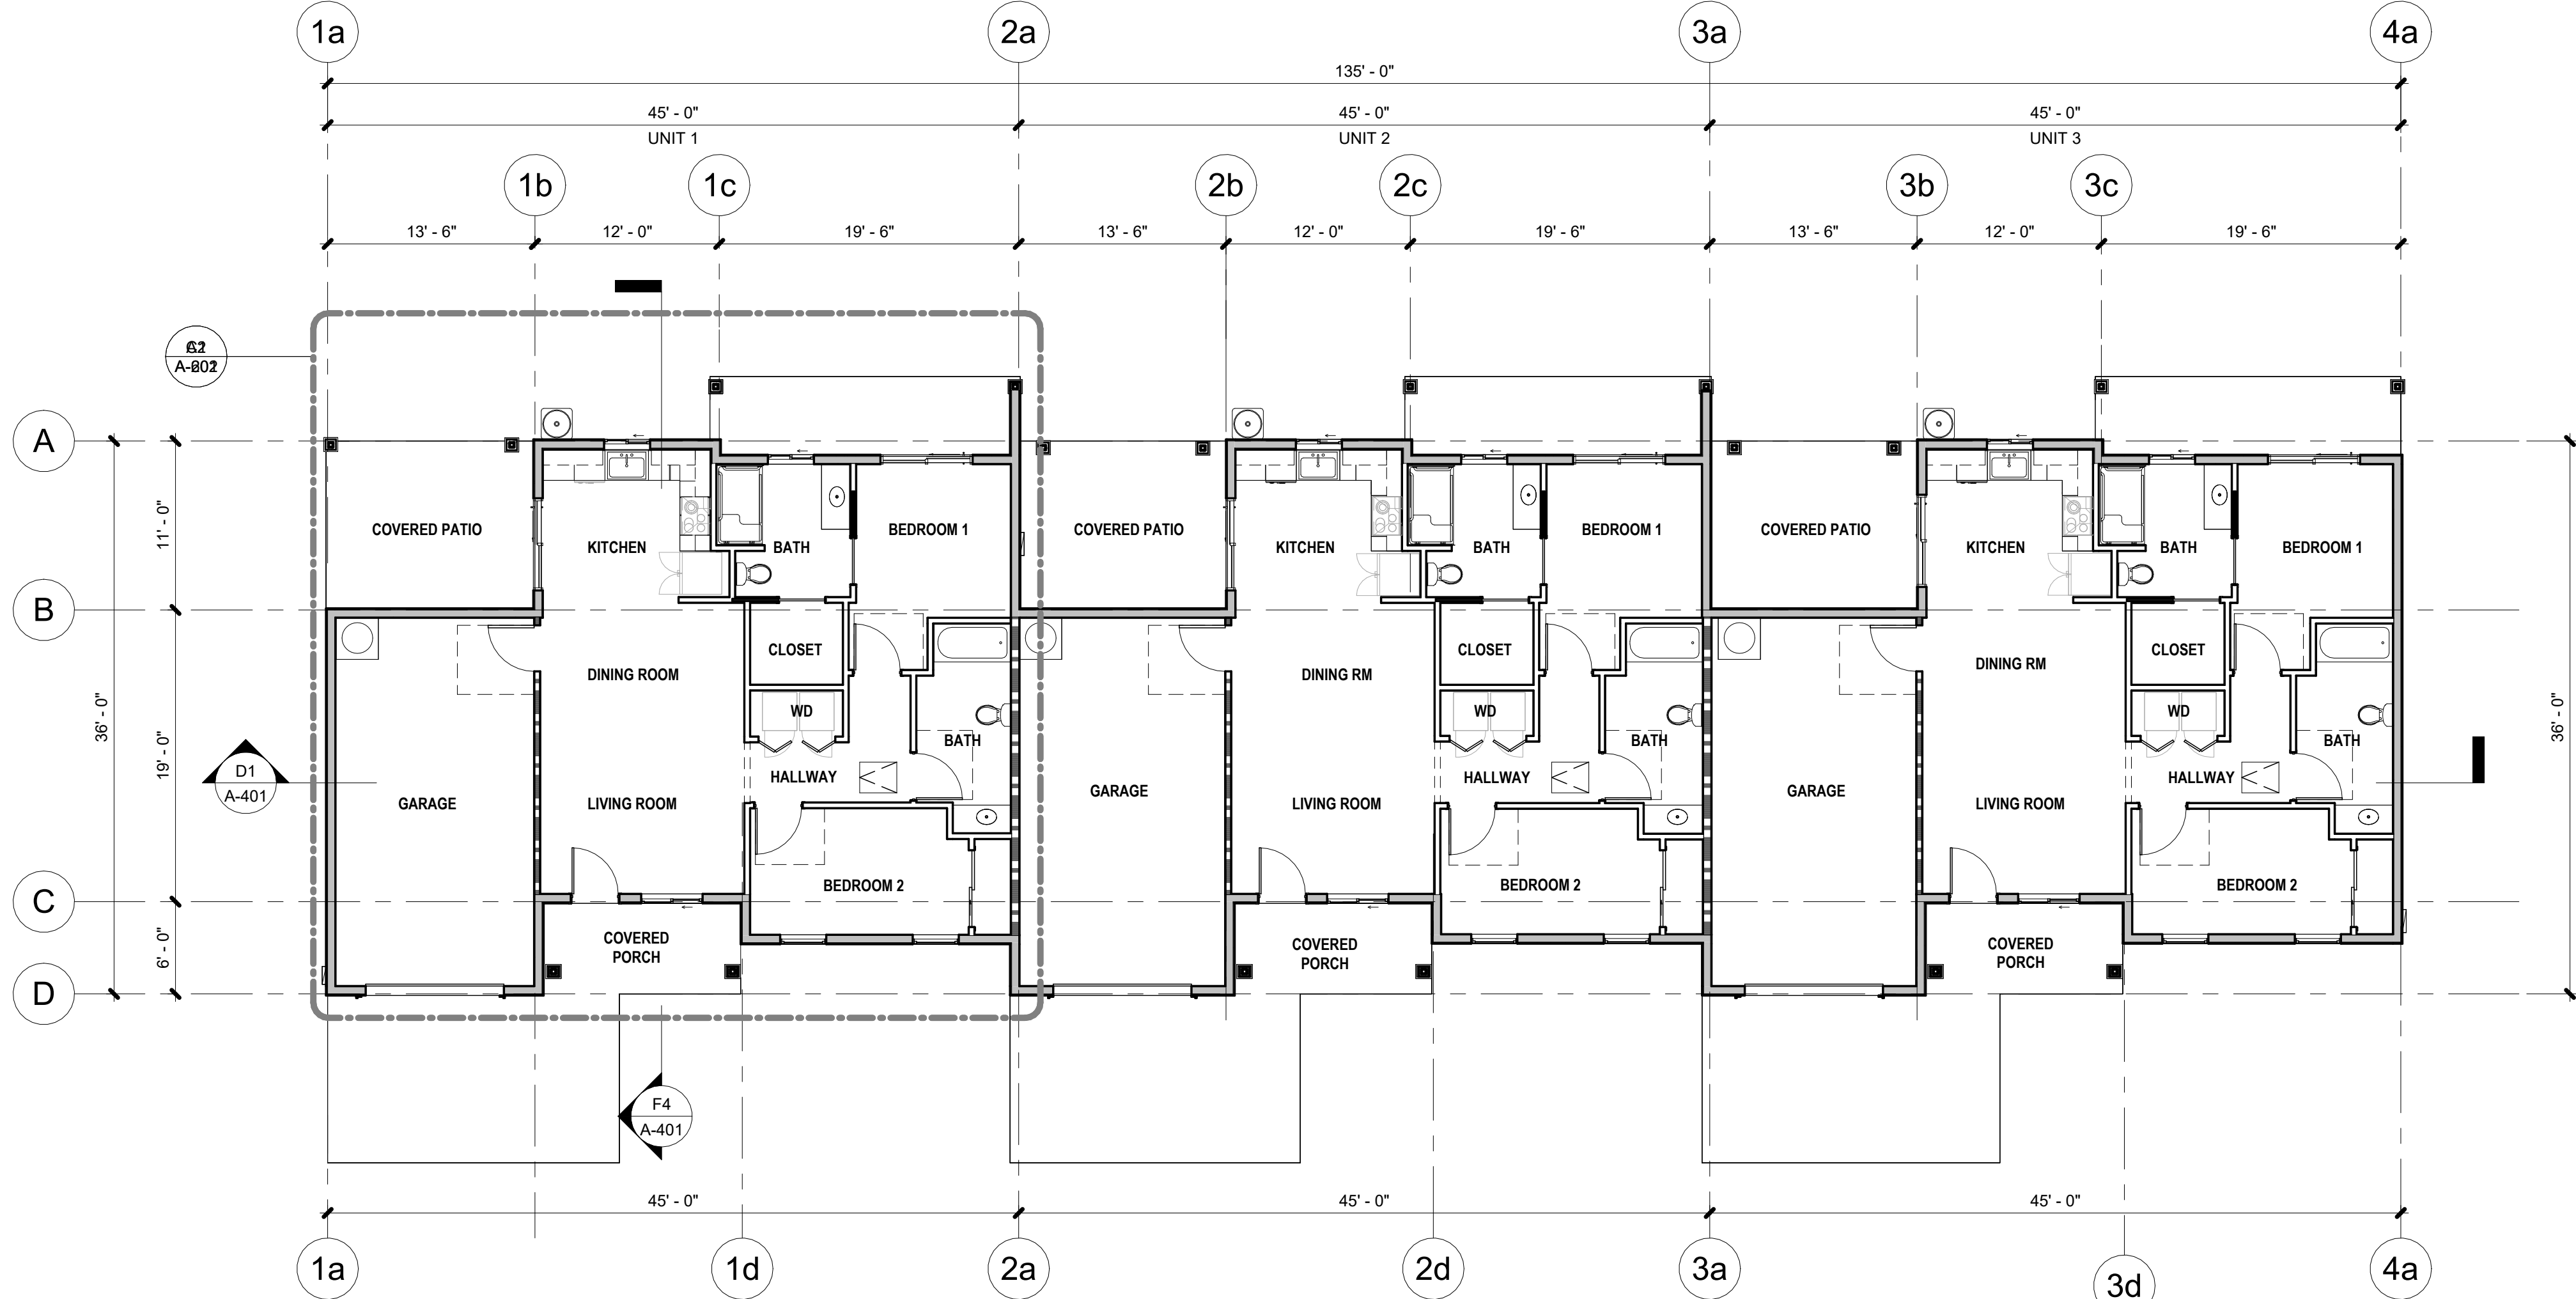 1a
2a
3a
4a
135' - 0"
45' - 0"
45' - 0"
45' - 0"
UNIT 1
UNIT 2
UNIT 3
1b
1c
2b
2c
3b
3c
13' - 6"
12' - 0"
19' - 6"
13' - 6"
12' - 0"
19' - 6"
13' - 6"
12' - 0"
19' - 6"
A
B
C
D
36' - 0"
11' - 0"
19' - 0"
6' - 0"
36' - 0"
D1
A-401
F4
A-401
COVERED PATIO
KITCHEN
BATH
BEDROOM 1
CLOSET
DINING ROOM
WD
BATH
HALLWAY
GARAGE
LIVING ROOM
BEDROOM 2
COVERED
PORCH
COVERED PATIO
KITCHEN
BATH
BEDROOM 1
CLOSET
DINING RM
WD
BATH
HALLWAY
GARAGE
LIVING ROOM
BEDROOM 2
COVERED
PORCH
COVERED PATIO
KITCHEN
BATH
BEDROOM 1
CLOSET
DINING RM
WD
BATH
HALLWAY
GARAGE
LIVING ROOM
BEDROOM 2
COVERED
PORCH
45' - 0"
45' - 0"
45' - 0"
1a
1d
2a
2d
3a
3d
4a